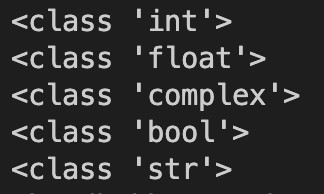 <class 'int'>
<class 'float'>
<class 'complex'>
<class 'bool'>
<class 'str'>